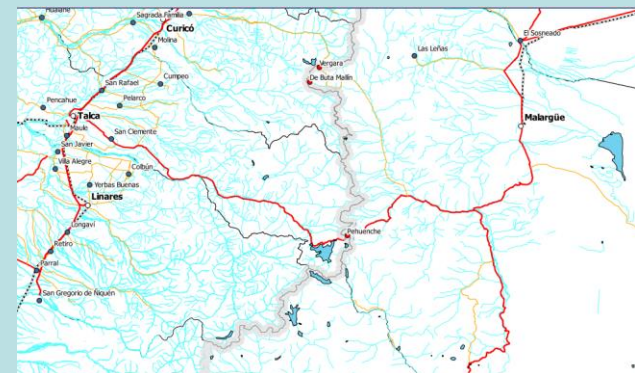 Hualañé
Sagrada Familia
Curicó
Molina
El Sosneado
Las Leñas
Vergara
De Buta Mallín
San Rafael
Cumpeo
Pencahue
Pelarco
Talca
Malargüe
Maule
San Clemente
San Javier
Villa Alegre
Colbún
Yerbas Buenas
Linares
Longaví
Pehuenche
Retiro
Parral
San Gregorio de Ñiquén